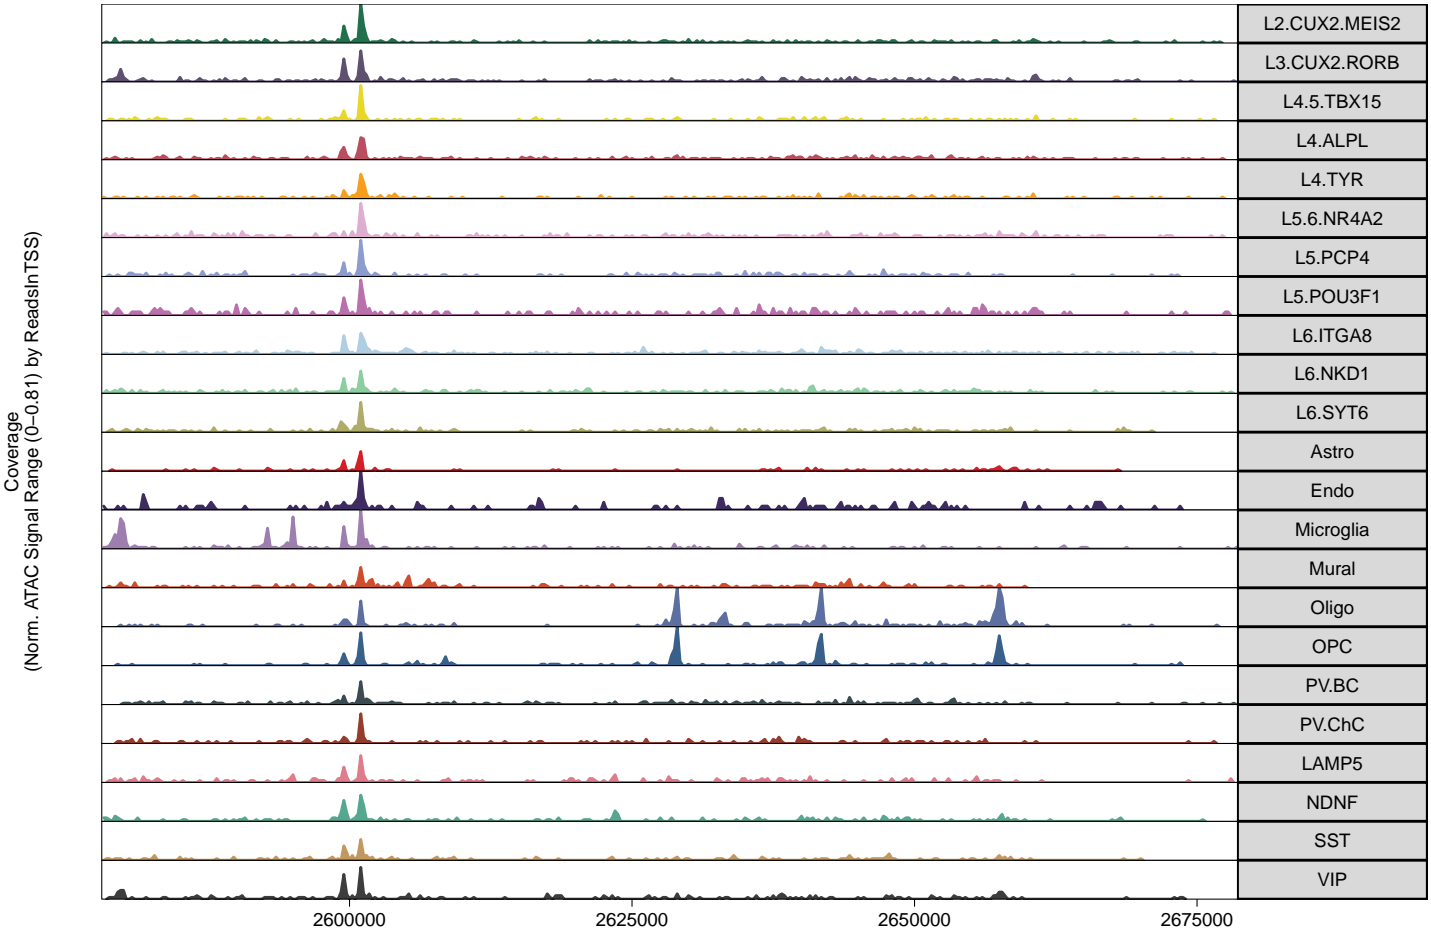 Coverage
(Norm. ATAC Signal Range (0–0.81) by ReadsInTSS)
L2.CUX2.MEIS2
L3.CUX2.RORB
L4.5.TBX15
L4.ALPL
L4.TYR
L5.6.NR4A2
L5.PCP4
L5.POU3F1
L6.ITGA8
L6.NKD1
L6.SYT6
Astro
Endo
Microglia
Mural
Oligo
OPC
PV.BC
PV.ChC
LAMP5
NDNF
SST
VIP
2600000 2625000 2650000 2675000